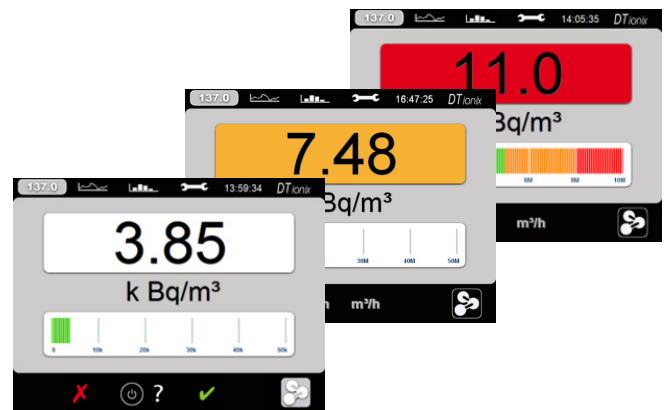 137.0 14:05:35 DTionix
11.0
Bq/m³
6M 8M 10M
m³/h
137.0 16:47:25 DTionix
7.48
Bq/m³
30M 40M 50M
m³/h
137.0 13:59:34 DTionix
3.85
k Bq/m³
0 10k 20k 30k 40k 50k
✗ ? ✔